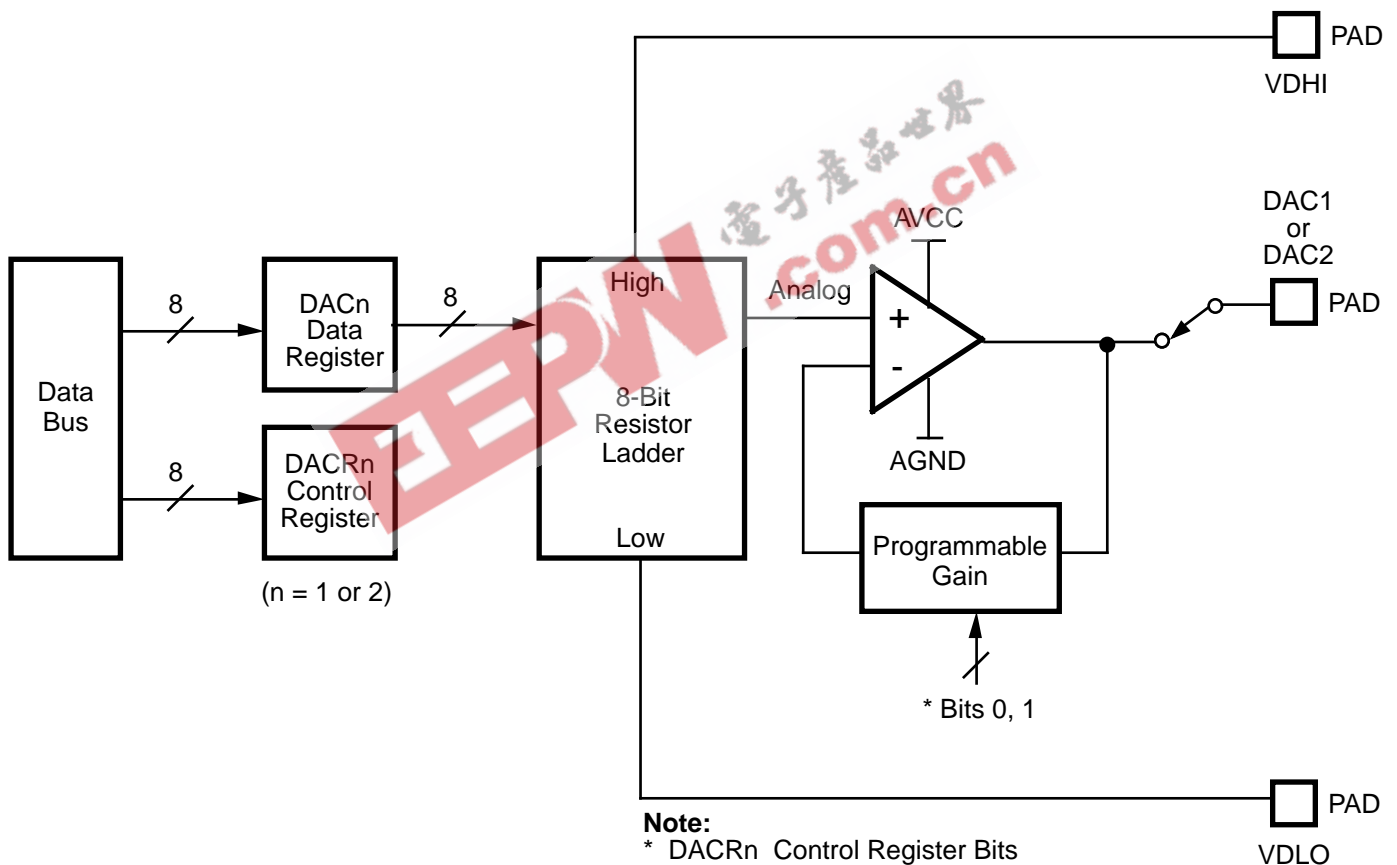 PAD
VDHI
電子產品世界
EEPW.com.cn
AVCC
DAC1
or
DAC2
PAD
Data
Bus
8
DACn
Data
Register
8
High
8-Bit
Resistor
Ladder
Low
Analog
+
-
AGND
8
DACRn
Control
Register
(n = 1 or 2)
Programmable
Gain
* Bits 0, 1
PAD
VDLO
Note:
* DACRn Control Register Bits